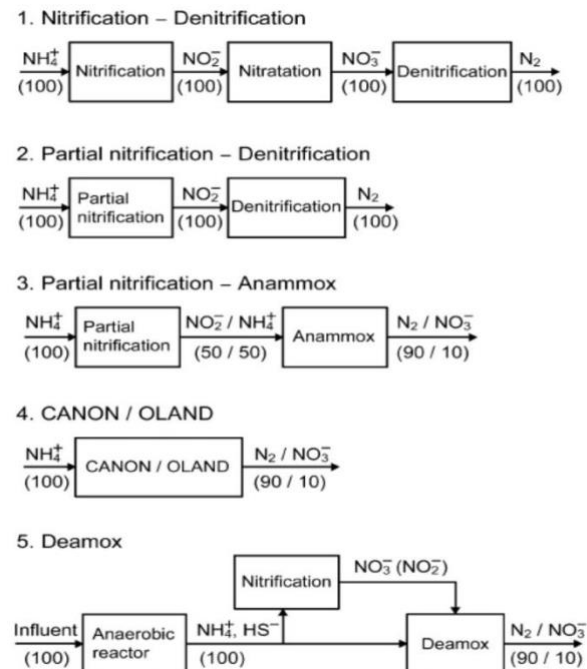 1. Nitrification – Denitrification
NH₄⁺ Nitrification NO₂⁻ Nitratation NO₃⁻ Denitrification N₂
(100) (100) (100) (100)
2. Partial nitrification – Denitrification
NH₄⁺ Partial nitrification NO₂⁻ Denitrification N₂
(100) (100) (100)
3. Partial nitrification – Anammox
NH₄⁺ Partial nitrification NO₂⁻ / NH₄⁺ Anammox N₂ / NO₃⁻
(100) (50 / 50) (90 / 10)
4. CANON / OLAND
NH₄⁺ CANON / OLAND N₂ / NO₃⁻
(100) (90 / 10)
5. Deamox
Nitrification NO₃⁻ (NO₂⁻)
Influent Anaerobic reactor NH₄⁺, HS⁻ Deamox N₂ / NO₃⁻
(100) (100) (90 / 10)